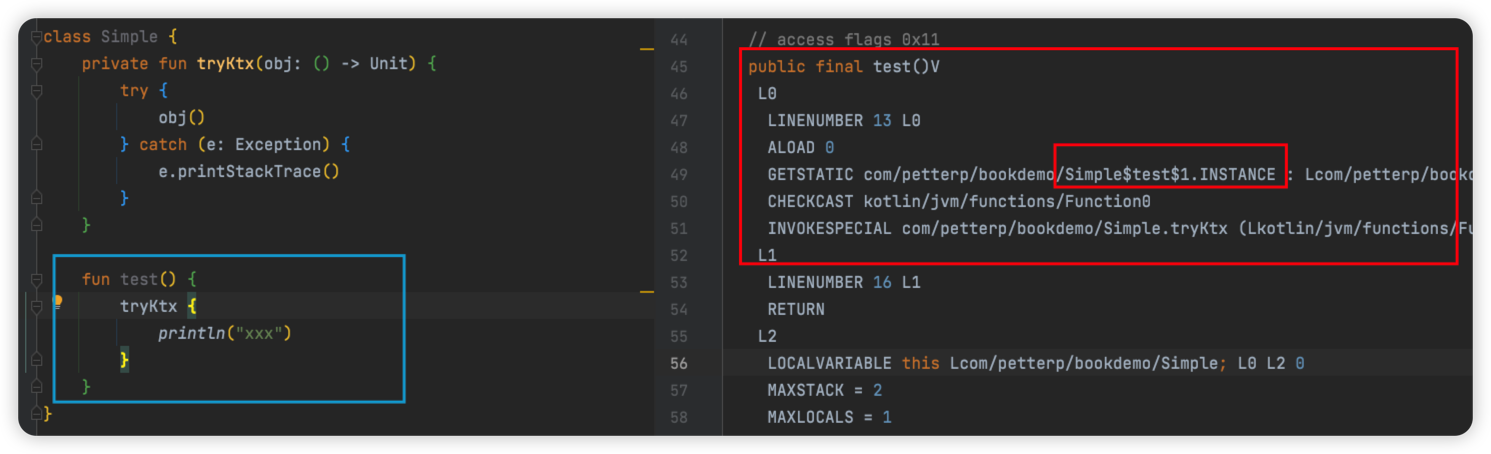 class Simple {
    private fun tryKtx(obj: () -> Unit) {
        try {
            obj()
        } catch (e: Exception) {
            e.printStackTrace()
        }
    }
    fun test() {
        tryKtx {
            println("xxx")
        }
    }
}
44 // access flags 0x11
45 public final test()V
46 L0
47 LINENUMBER 13 L0
48 ALOAD 0
49 GETSTATIC com/petterp/bookdemo/Simple$test$1.INSTANCE : Lcom/petterp/bookd
50 CHECKCAST kotlin/jvm/functions/Function0
51 INVOKESPECIAL com/petterp/bookdemo/Simple.tryKtx (Lkotlin/jvm/functions/Fu
52 L1
53 LINENUMBER 16 L1
54 RETURN
55 L2
56 LOCALVARIABLE this Lcom/petterp/bookdemo/Simple; L0 L2 0
57 MAXSTACK = 2
58 MAXLOCALS = 1